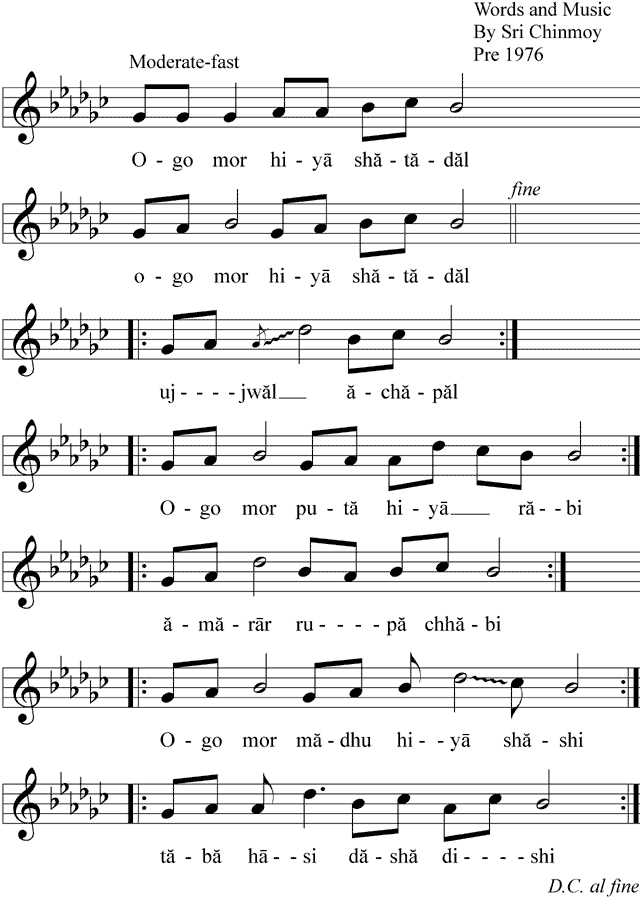 Words and Music
By Sri Chinmoy
Pre 1976
Moderate-fast
O - go mor hi - yā shă - tă - dăl
fine
o - go mor hi - yā shă - tă - dăl
uj - - - - jwăl ă - chă - păl
O - go mor pu - tă hi - yā ră - - bi
ă - mă - rār ru - - - - pă chhă - bi
O - go mor mă - dhu hi - - yā shă - shi
tă - bă hā - - si dă - shă di - - - - shi
D.C. al fine